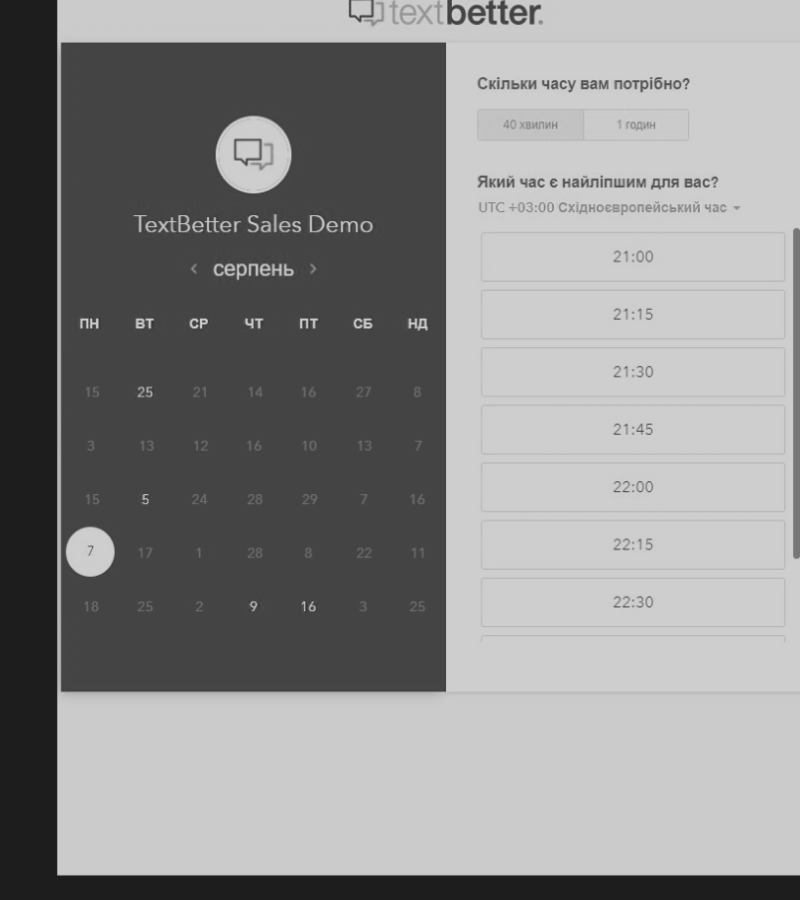 textbetter.
TextBetter Sales Demo
‹ серпень ›
ПН ВТ СР ЧТ ПТ СБ НД
15 25 21 14 16 27 8
3 13 12 16 10 13 7
15 5 24 28 29 7 16
7 17 1 28 8 22 11
18 25 2 9 16 3 25
Скільки часу вам потрібно?
40 хвилин 1 годин
Який час є найліпшим для вас?
UTC +03:00 Східноєвропейський час
21:00
21:15
21:30
21:45
22:00
22:15
22:30